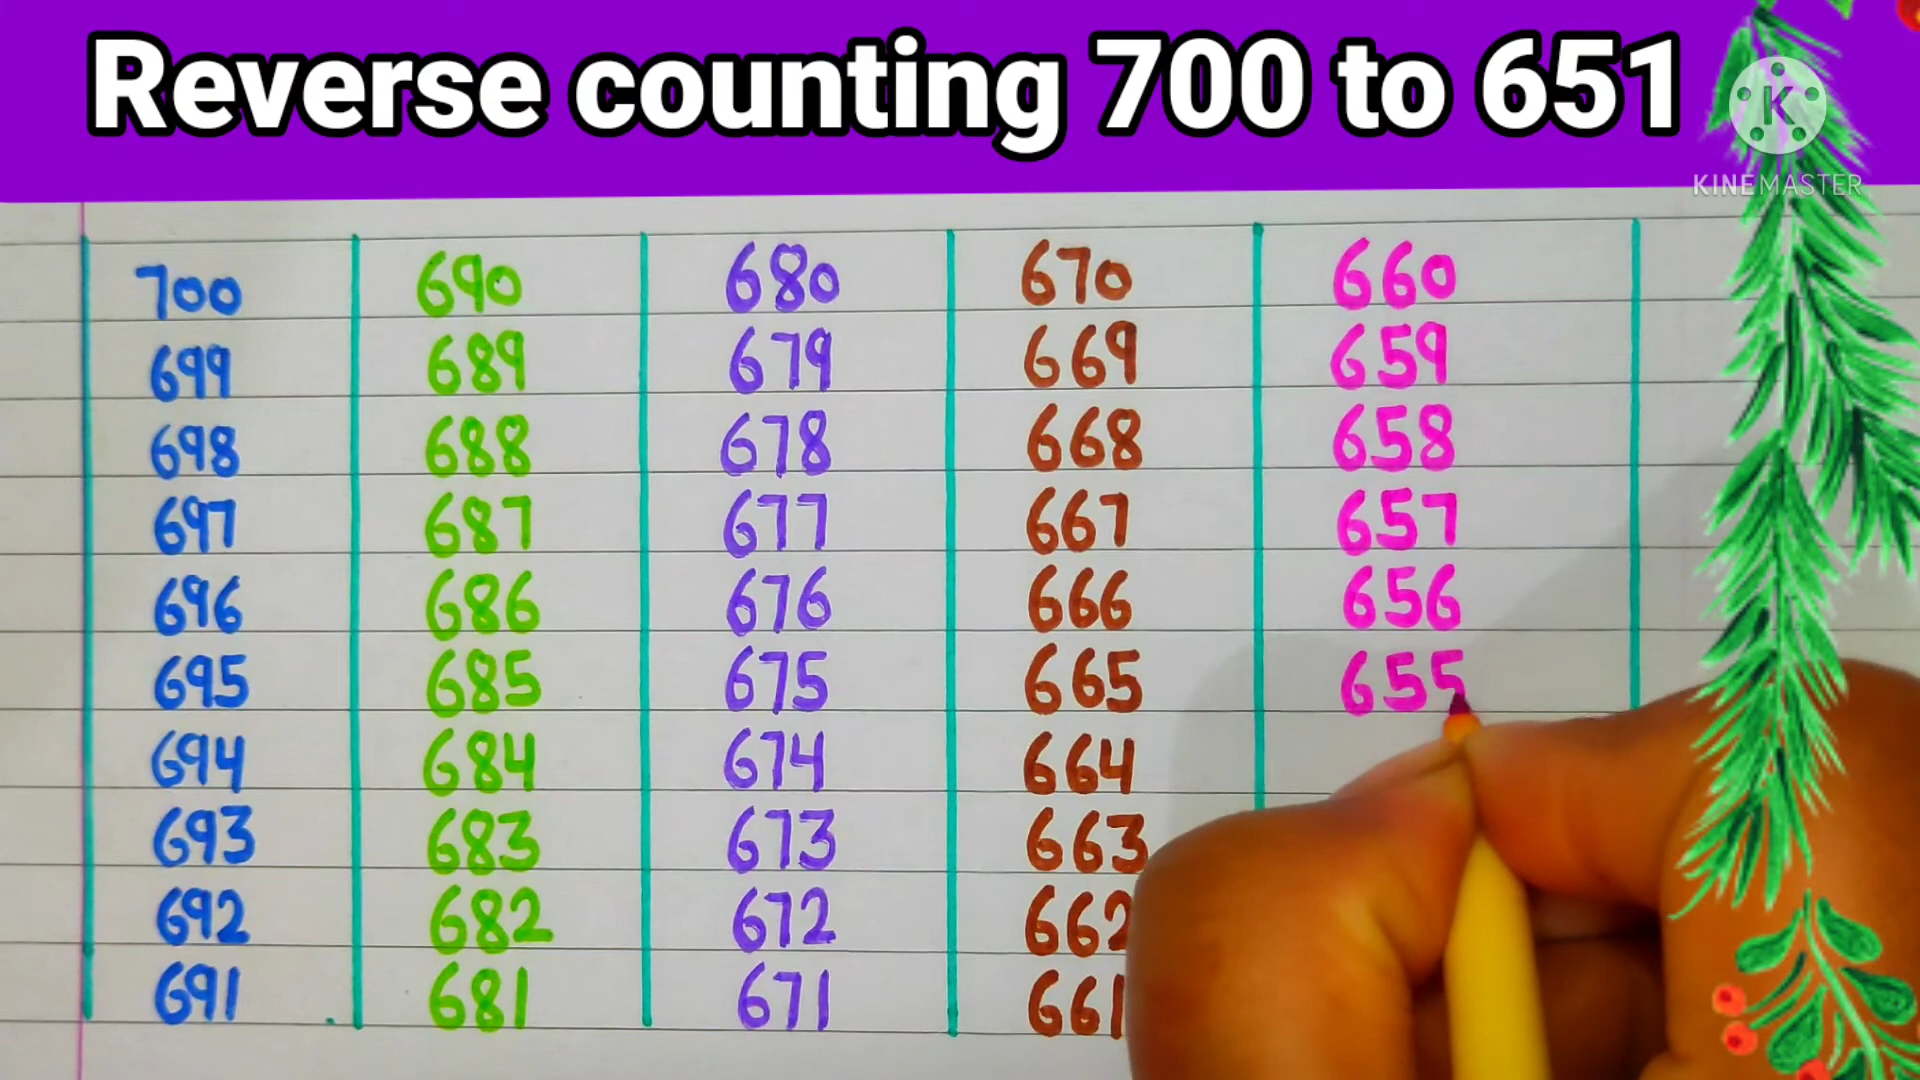 Reverse counting 700 to 651
K
KINEMASTER
700 690 680 670 660
699 689 679 669 659
698 688 678 668 658
697 687 677 667 657
696 686 676 666 656
695 685 675 665 655
694 684 674 664
693 683 673 663
692 682 672 662
691 681 671 661